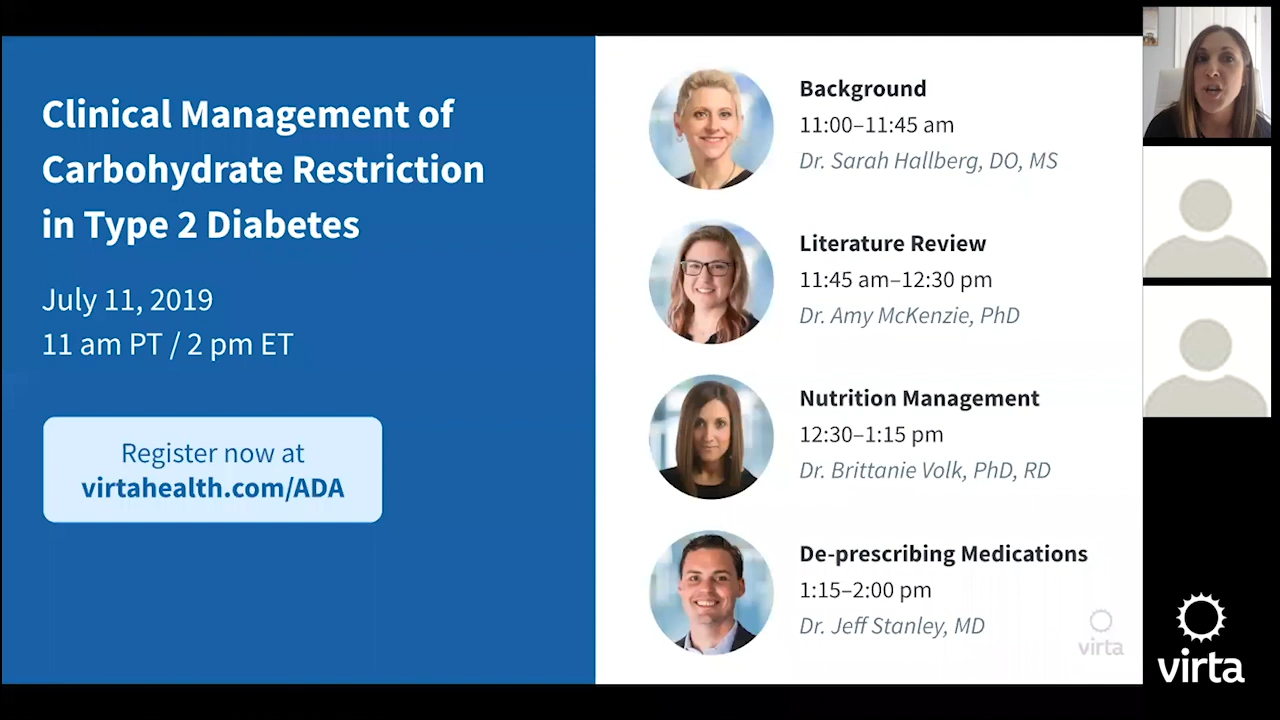 Clinical Management of
Carbohydrate Restriction
in Type 2 Diabetes
July 11, 2019
11 am PT / 2 pm ET
Register now at
virtahealth.com/ADA
Background
11:00–11:45 am
Dr. Sarah Hallberg, DO, MS
Literature Review
11:45 am–12:30 pm
Dr. Amy McKenzie, PhD
Nutrition Management
12:30–1:15 pm
Dr. Brittanie Volk, PhD, RD
De-prescribing Medications
1:15–2:00 pm
Dr. Jeff Stanley, MD
virta
virta